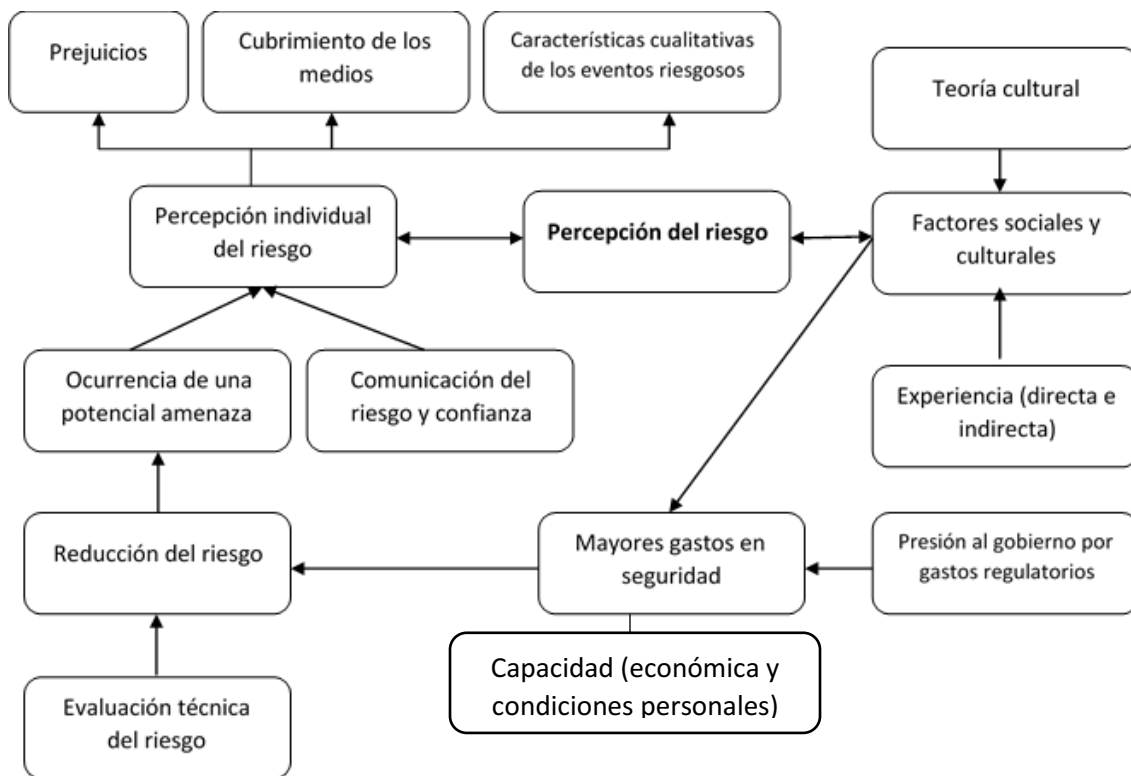 Prejuicios
Cubrimiento de los
medios
Características cualitativas
de los eventos riesgosos
Teoría cultural
Percepción individual
del riesgo
Percepción del riesgo
Factores sociales y
culturales
Ocurrencia de una
potencial amenaza
Comunicación del
riesgo y confianza
Experiencia (directa e
indirecta)
Reducción del riesgo
Mayores gastos en
seguridad
Presión al gobierno por
gastos regulatorios
Capacidad (económica y
condiciones personales)
Evaluación técnica
del riesgo